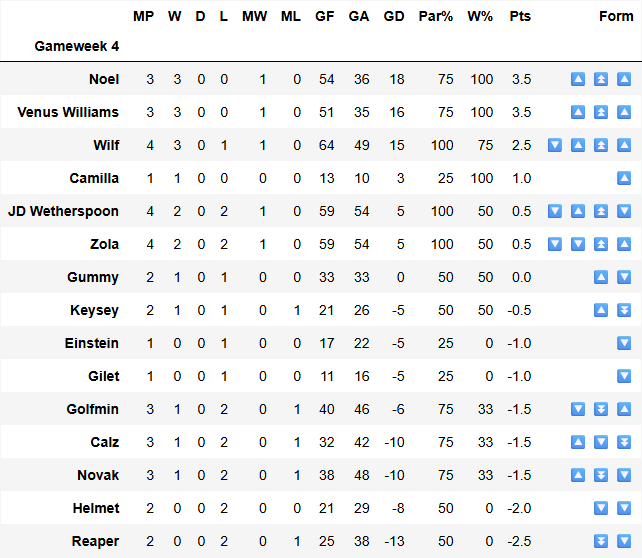 MP W D L MW ML GF GA GD Par% W% Pts Form
Gameweek 4
Noel 3 3 0 0 1 0 54 36 18 75 100 3.5 🔼 ⏫ 🔼
Venus Williams 3 3 0 0 1 0 51 35 16 75 100 3.5 🔼 ⏫ 🔼
Wilf 4 3 0 1 1 0 64 49 15 100 75 2.5 🔽 🔼 ⏫ 🔼
Camilla 1 1 0 0 0 0 13 10 3 25 100 1.0 🔼
JD Wetherspoon 4 2 0 2 1 0 59 54 5 100 50 0.5 🔽 🔼 ⏫ 🔽
Zola 4 2 0 2 1 0 59 54 5 100 50 0.5 🔽 🔽 ⏫ 🔼
Gummy 2 1 0 1 0 0 33 33 0 50 50 0.0 🔼 🔽
Keysey 2 1 0 1 0 1 21 26 -5 50 50 -0.5 🔼 ⏬
Einstein 1 0 0 1 0 0 17 22 -5 25 0 -1.0 🔽
Gilet 1 0 0 1 0 0 11 16 -5 25 0 -1.0 🔽
Golfmin 3 1 0 2 0 1 40 46 -6 75 33 -1.5 🔽 ⏬ 🔼
Calz 3 1 0 2 0 1 32 42 -10 75 33 -1.5 🔼 🔽 ⏬
Novak 3 1 0 2 0 1 38 48 -10 75 33 -1.5 🔼 ⏬ 🔽
Helmet 2 0 0 2 0 0 21 29 -8 50 0 -2.0 🔽 🔽
Reaper 2 0 0 2 0 1 25 38 -13 50 0 -2.5 ⏬ 🔽